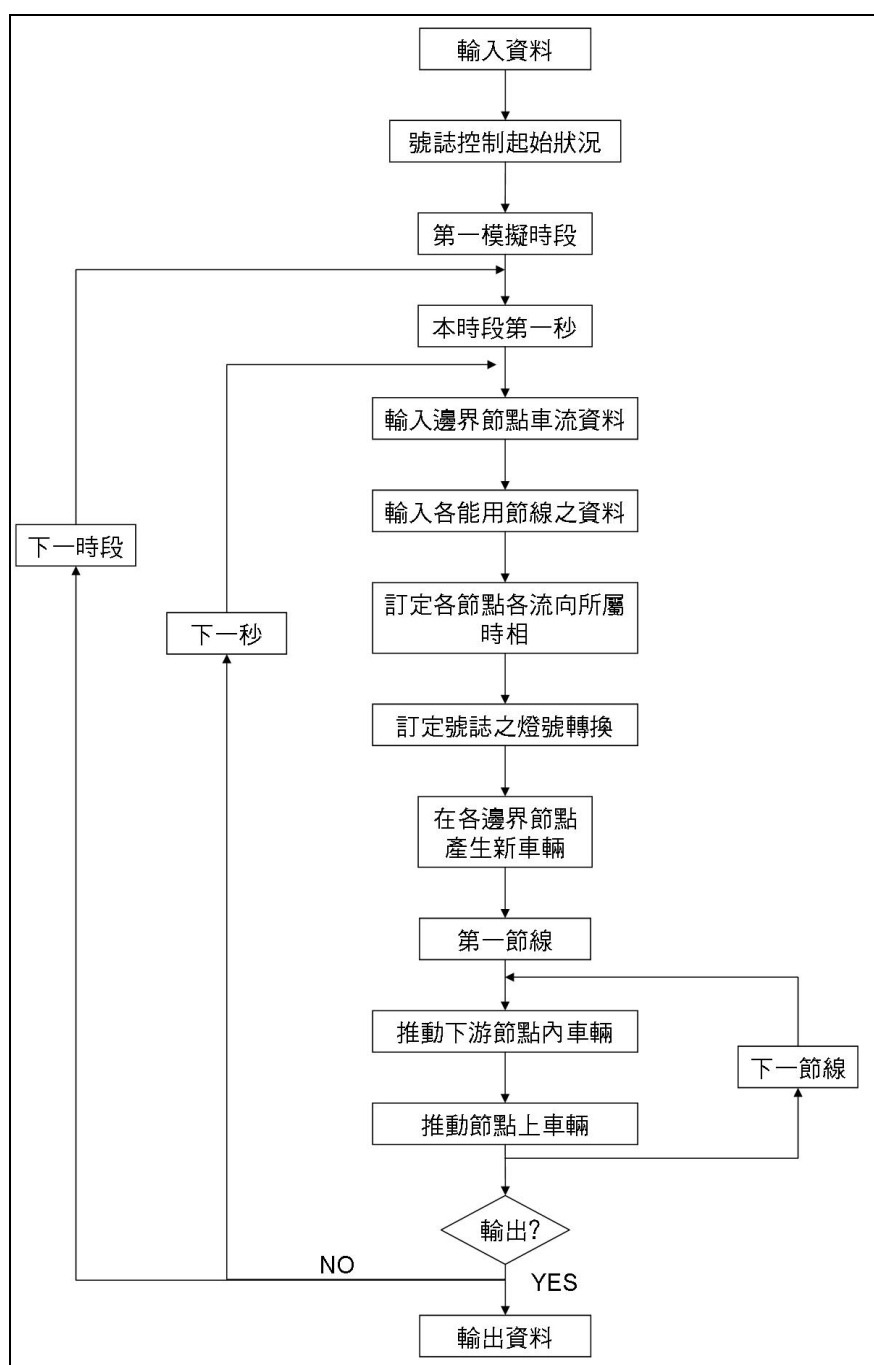 輸入資料
號誌控制起始狀況
第一模擬時段
本時段第一秒
輸入邊界節點車流資料
輸入各能用節線之資料
下一時段
訂定各節點各流向所屬
時相
下一秒
訂定號誌之燈號轉換
在各邊界節點
產生新車輛
第一節線
推動下游節點內車輛
下一節線
推動節點上車輛
輸出?
NO
YES
輸出資料